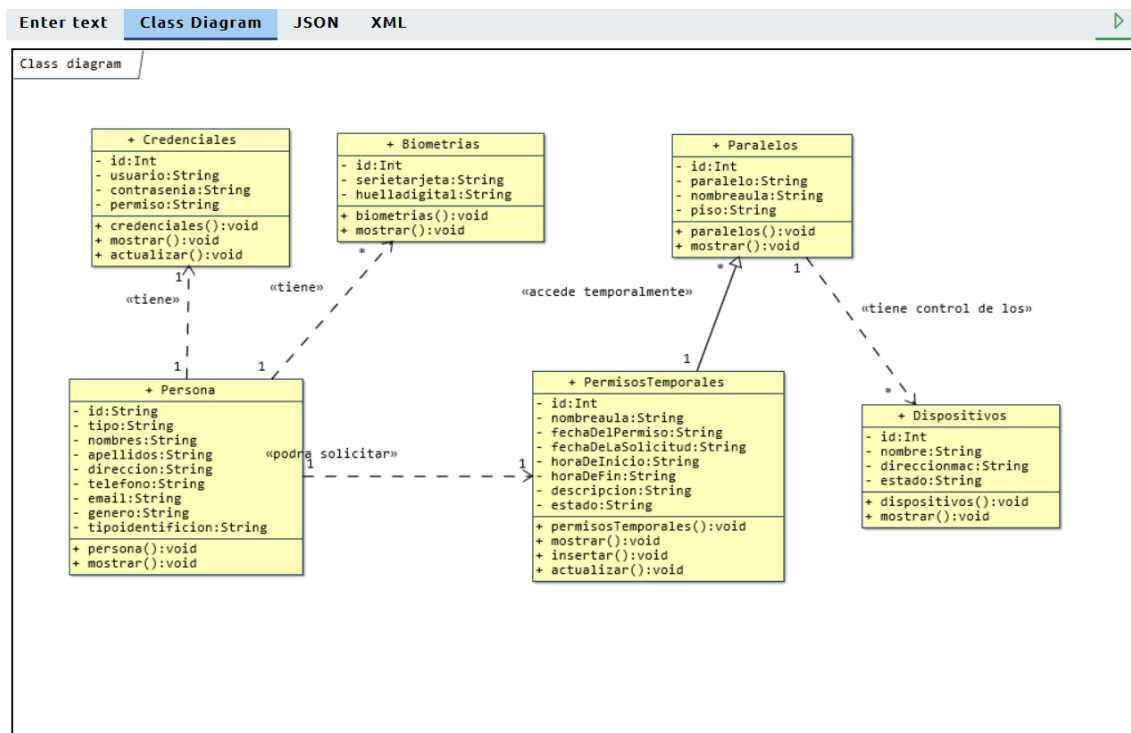 Enter text Class Diagram JSON XML
Class diagram
+ Credenciales
- id:Int
- usuario:String
- contrasenia:String
- permiso:String
+ credenciales():void
+ mostrar():void
+ actualizar():void
+ Biometrias
- id:Int
- serietarjeta:String
- huelladigital:String
+ biometrias():void
+ mostrar():void
+ Paralelos
- id:Int
- paralelo:String
- nombreaula:String
- piso:String
+ paralelos():void
+ mostrar():void
1
«tiene»
1
*
«tiene»
1
*
«accede temporalmente»
1
1
«tiene control de los»
*
+ Persona
- id:String
- tipo:String
- nombres:String
- apellidos:String
- direccion:String
- telefono:String
- email:String
- genero:String
- tipoidentificion:String
+ persona():void
+ mostrar():void
«podra solicitar»
1
1
+ PermisosTemporales
- id:Int
- nombreaula:String
- fechaDelPermiso:String
- fechaDeLaSolicitud:String
- horaDeInicio:String
- horaDeFin:String
- descripcion:String
- estado:String
+ permisosTemporales():void
+ mostrar():void
+ insertar():void
+ actualizar():void
+ Dispositivos
- id:Int
- nombre:String
- direccionmac:String
- estado:String
+ dispositivos():void
+ mostrar():void